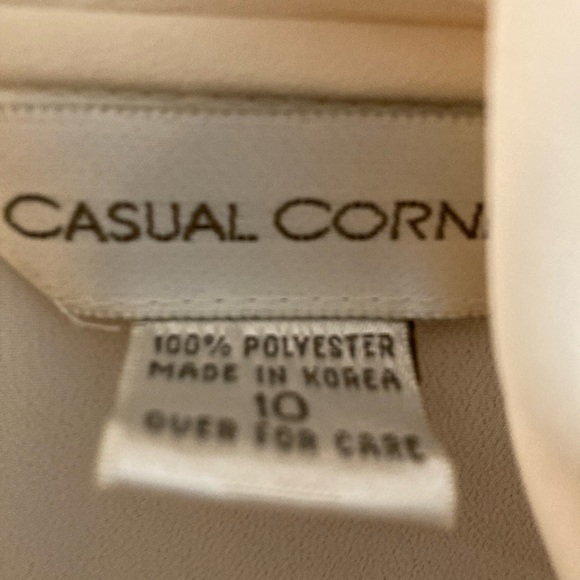 CASUAL CORN
100% POLYESTER
MADE IN KOREA
10
OVER FOR CARE